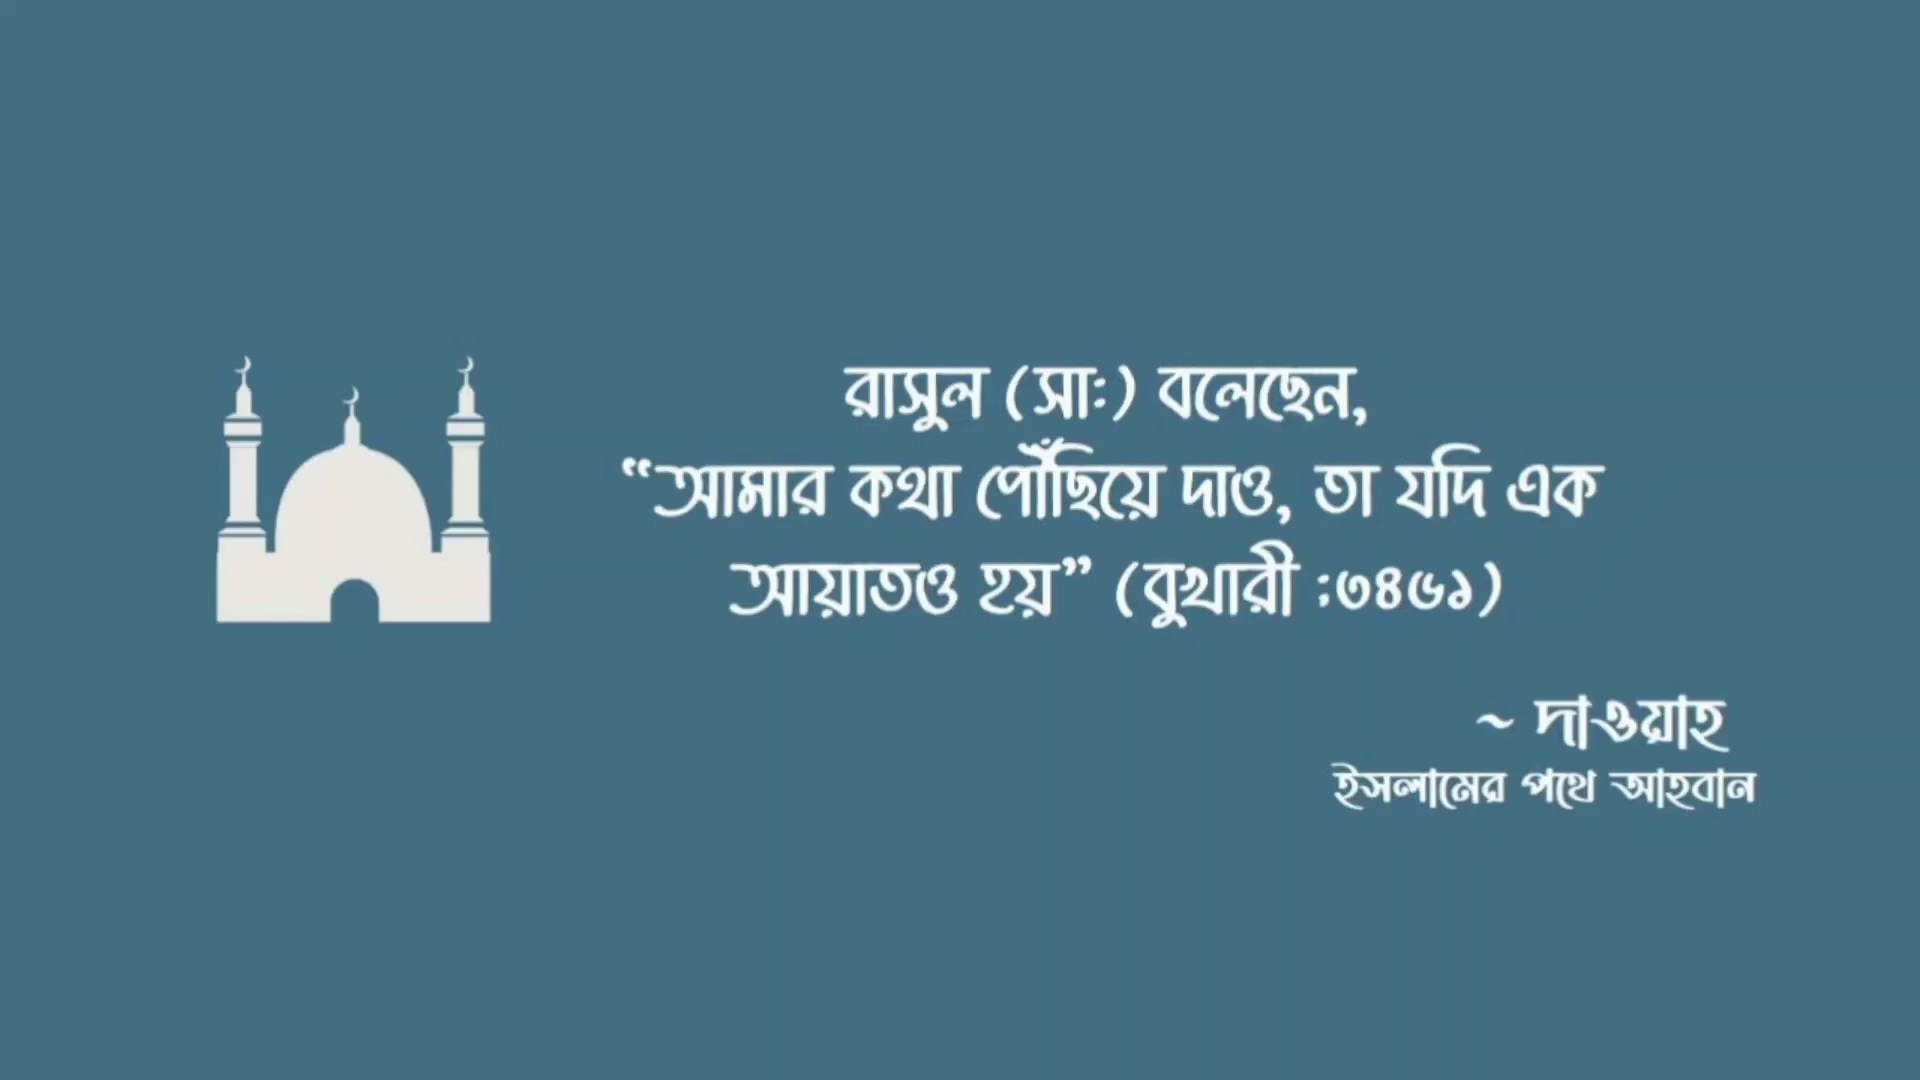 রাসুল (সাঃ) বলেছেন,
“আমার কথা পৌঁছিয়ে দাও, তা যদি এক
আয়াতও হয়” (বুখারী :৩৪৬১)
~ দাওয়াহ
ইসলামের পথে আহবান